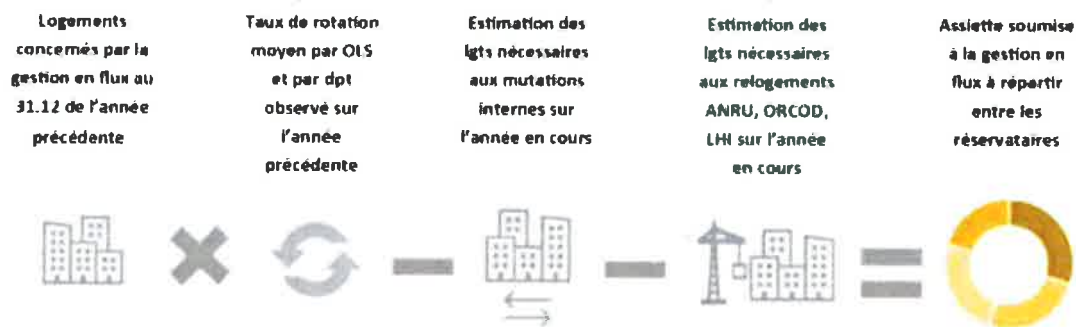 Logements
concernés par la
gestion en flux au
31.12 de l'année
précédente
Taux de rotation
moyen par OLS
et par dpt
observé sur
l'année
précédente
Estimation des
lgts nécessaires
aux mutations
internes sur
l'année en cours
Estimation des
lgts nécessaires
aux relogements
ANRU, ORCOD,
LHI sur l'année
en cours
Assiette soumise
à la gestion en
flux à répartir
entre les
réservataires